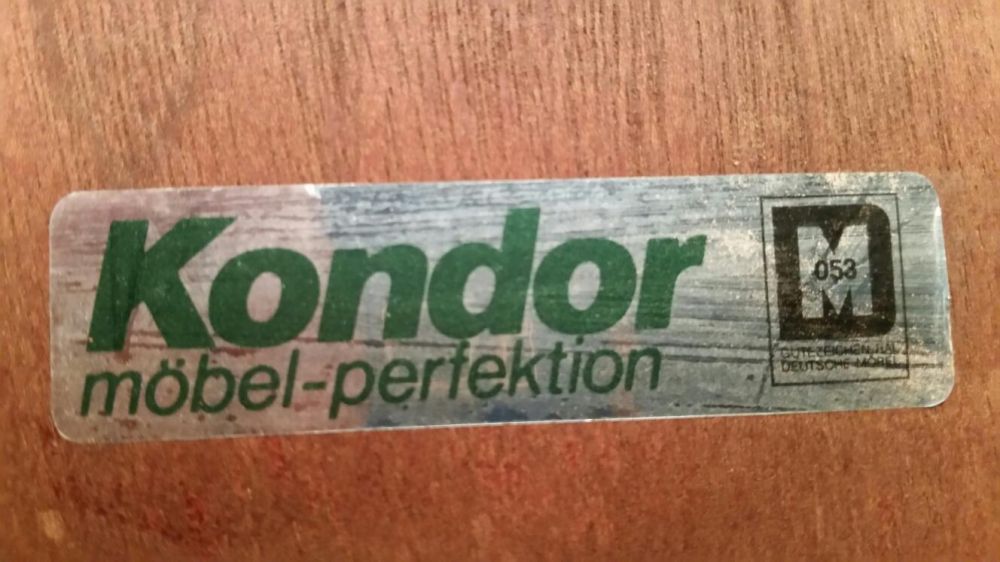 Kondor
möbel-perfektion
M
053
M
GÜTEZEICHEN RAL
DEUTSCHE MÖBEL